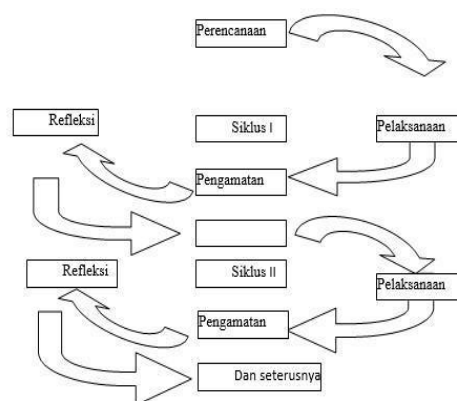 Perencanaan
Refleksi
Siklus I
Pelaksanaan
Pengamatan
Refleksi
Siklus II
Pelaksanaan
Pengamatan
Dan seterusnya